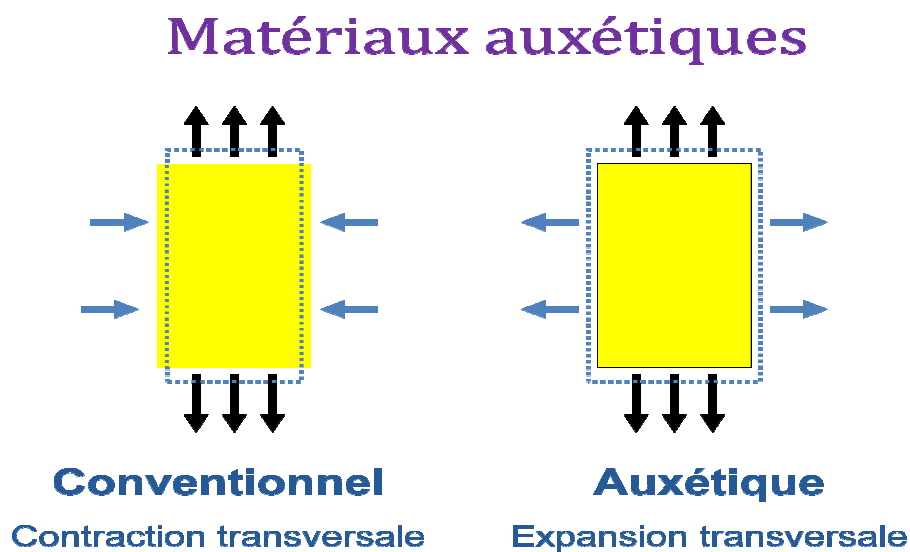 Matériaux auxétiques
Conventionnel
Auxétique
Contraction transversale
Expansion transversale